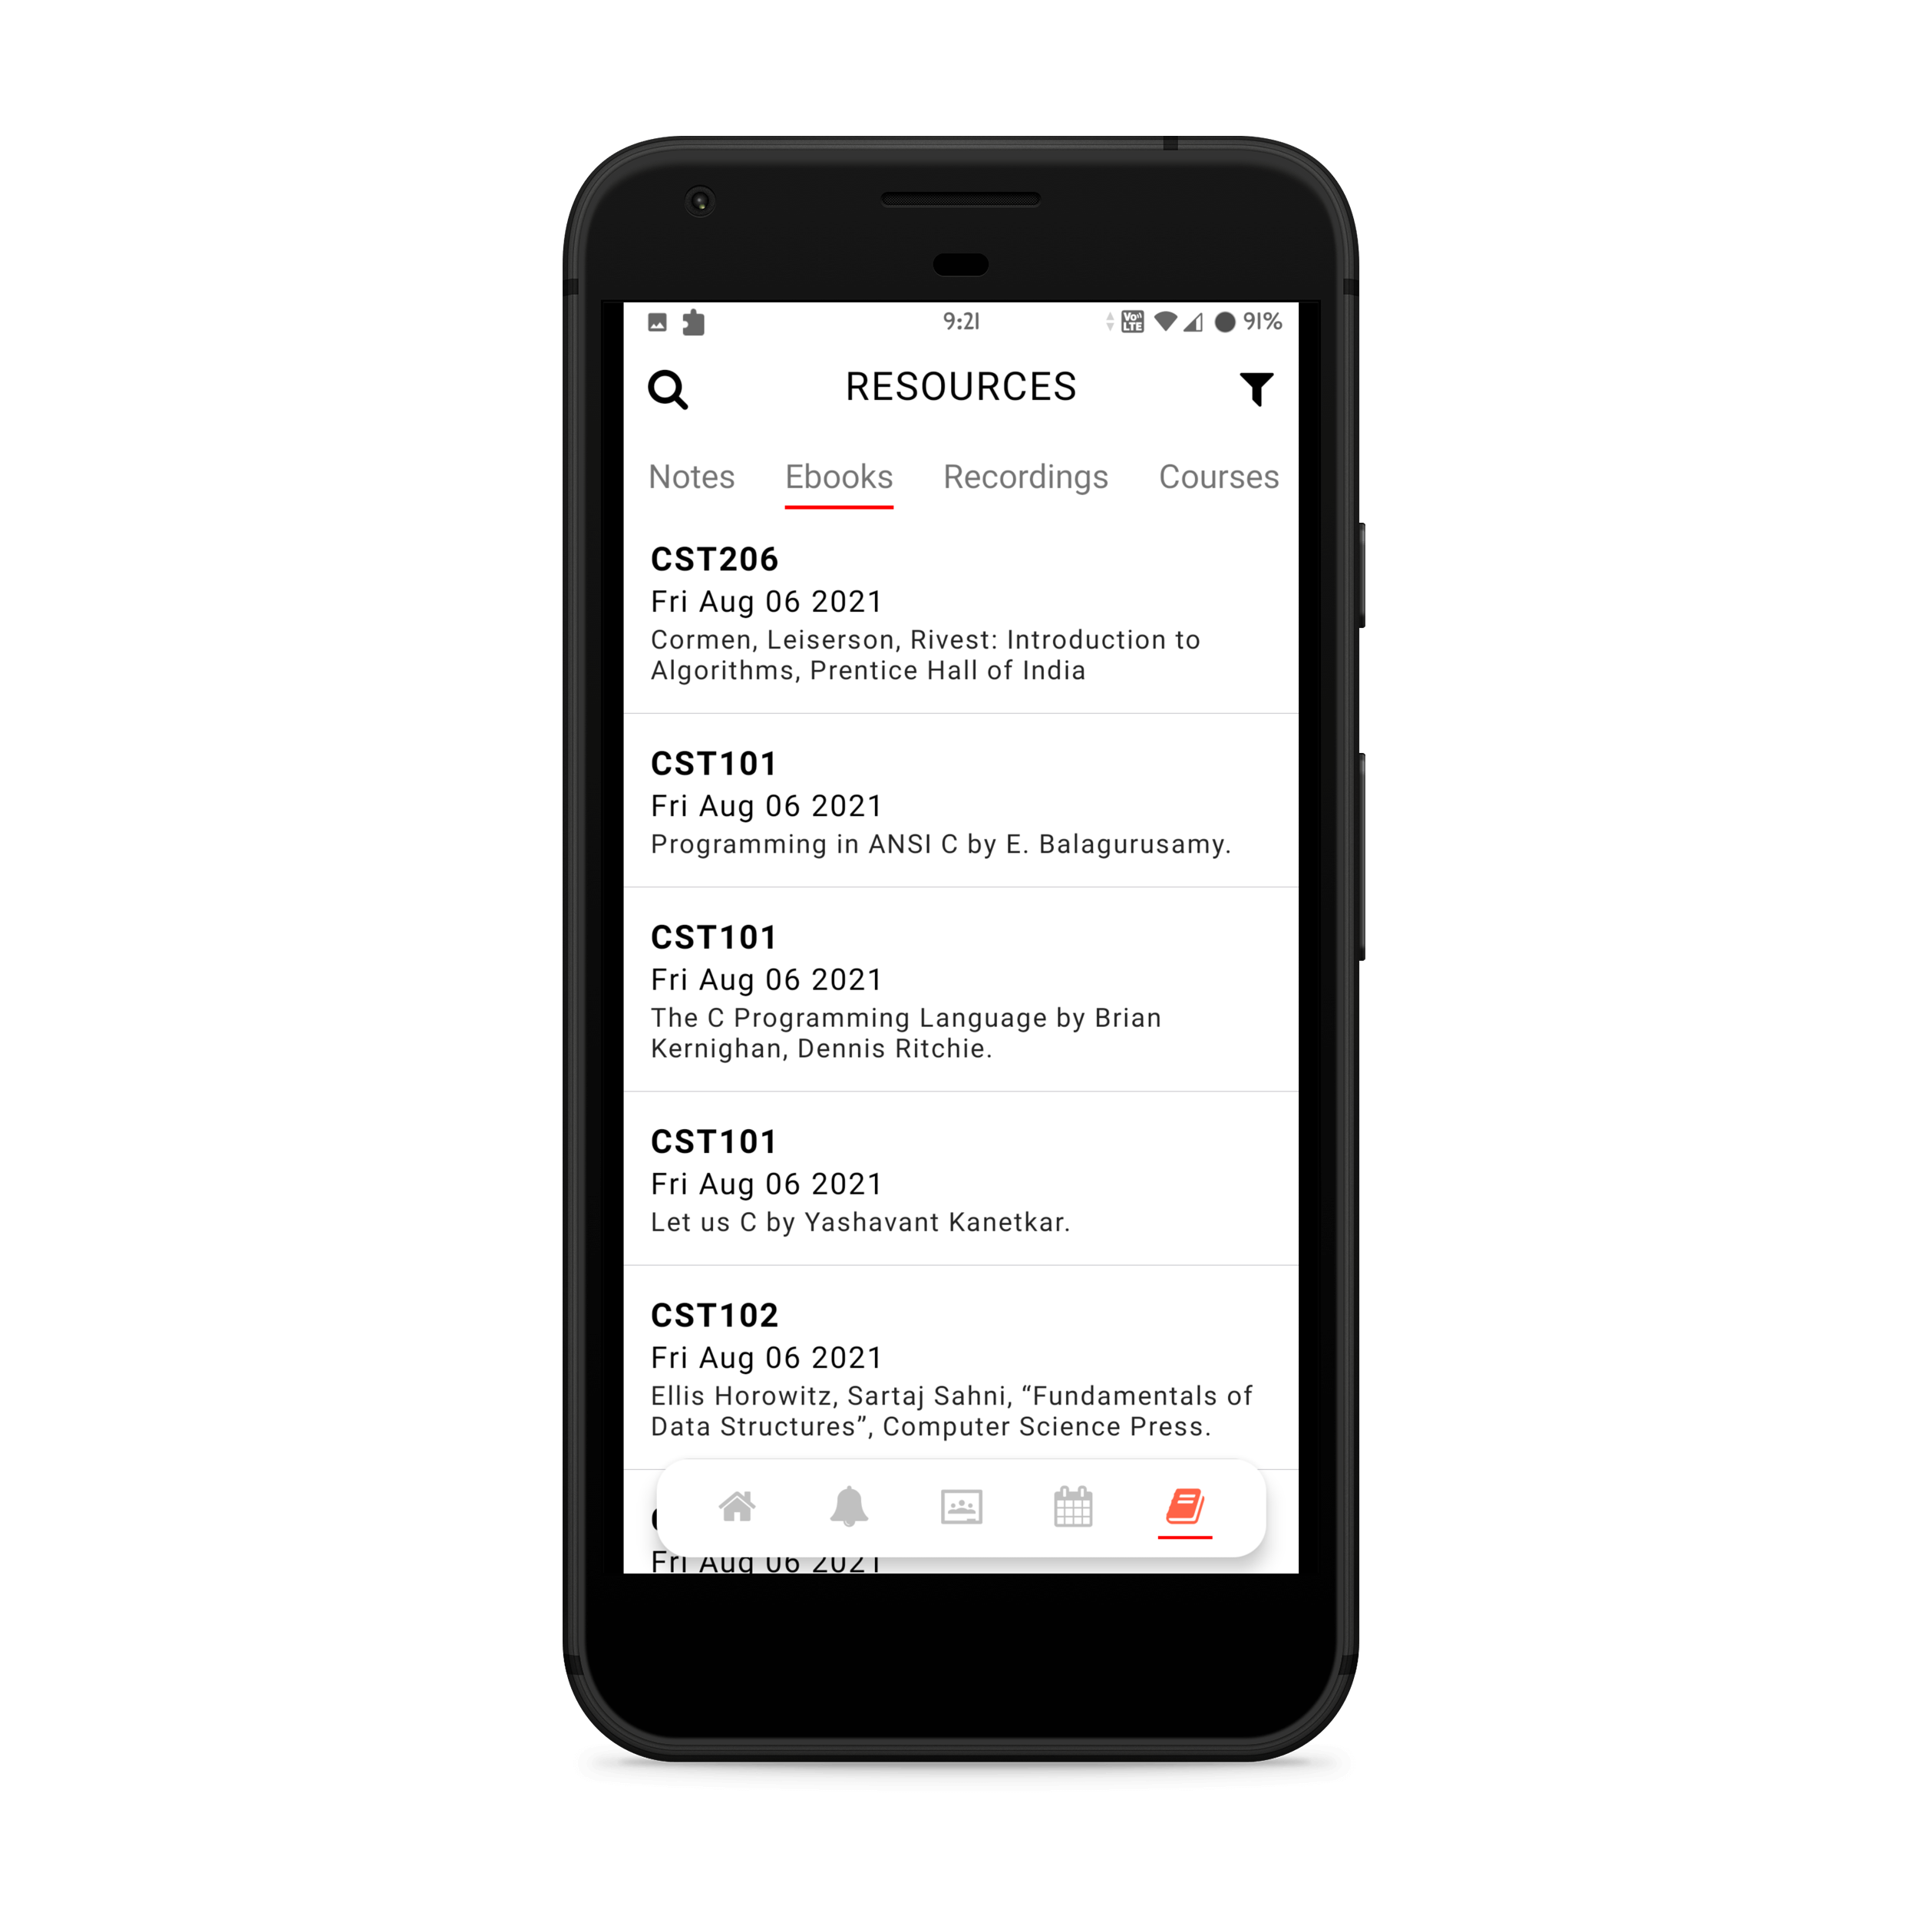 9:21 VoLTE 91%
RESOURCES
Notes Ebooks Recordings Courses
CST206
Fri Aug 06 2021
Cormen, Leiserson, Rivest: Introduction to
Algorithms, Prentice Hall of India
CST101
Fri Aug 06 2021
Programming in ANSI C by E. Balagurusamy.
CST101
Fri Aug 06 2021
The C Programming Language by Brian
Kernighan, Dennis Ritchie.
CST101
Fri Aug 06 2021
Let us C by Yashavant Kanetkar.
CST102
Fri Aug 06 2021
Ellis Horowitz, Sartaj Sahni, “Fundamentals of
Data Structures”, Computer Science Press.
Fri Aug 06 2021